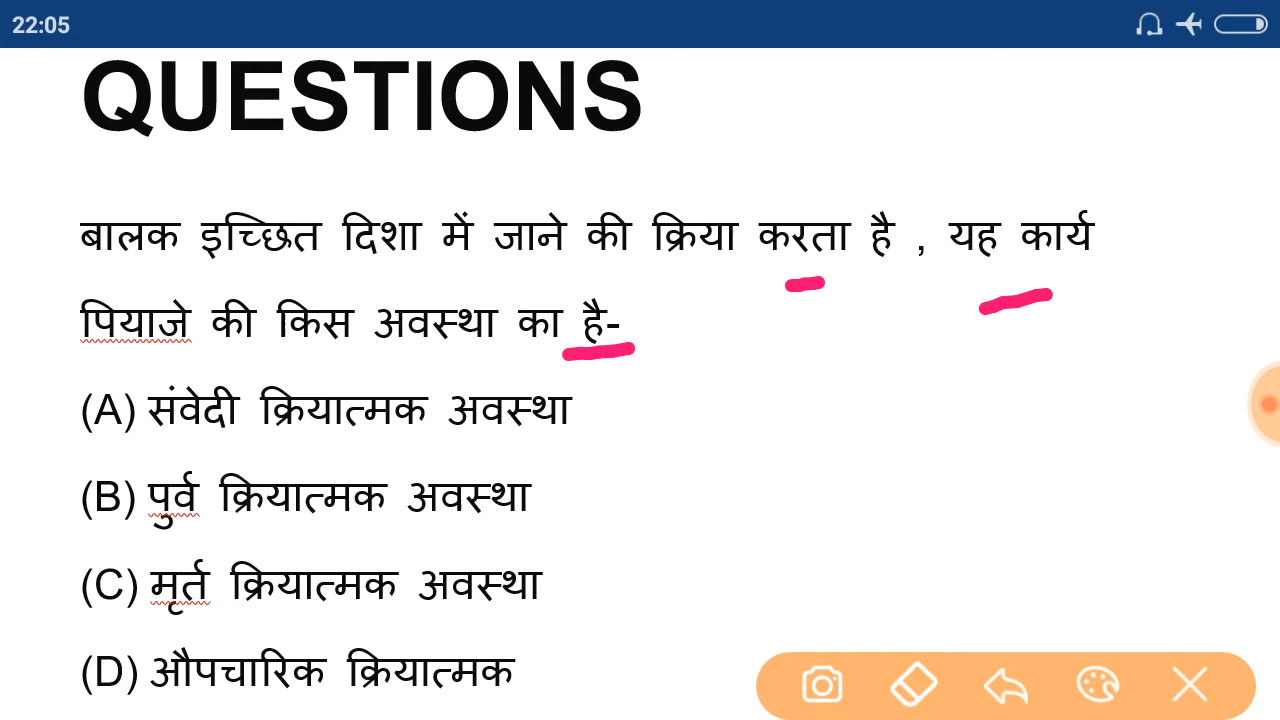 22:05
QUESTIONS
बालक इच्छित दिशा में जाने की क्रिया करता है , यह कार्य
पियाजे की किस अवस्था का है-
(A) संवेदी क्रियात्मक अवस्था
(B) पुर्व क्रियात्मक अवस्था
(C) मृर्त क्रियात्मक अवस्था
(D) औपचारिक क्रियात्मक